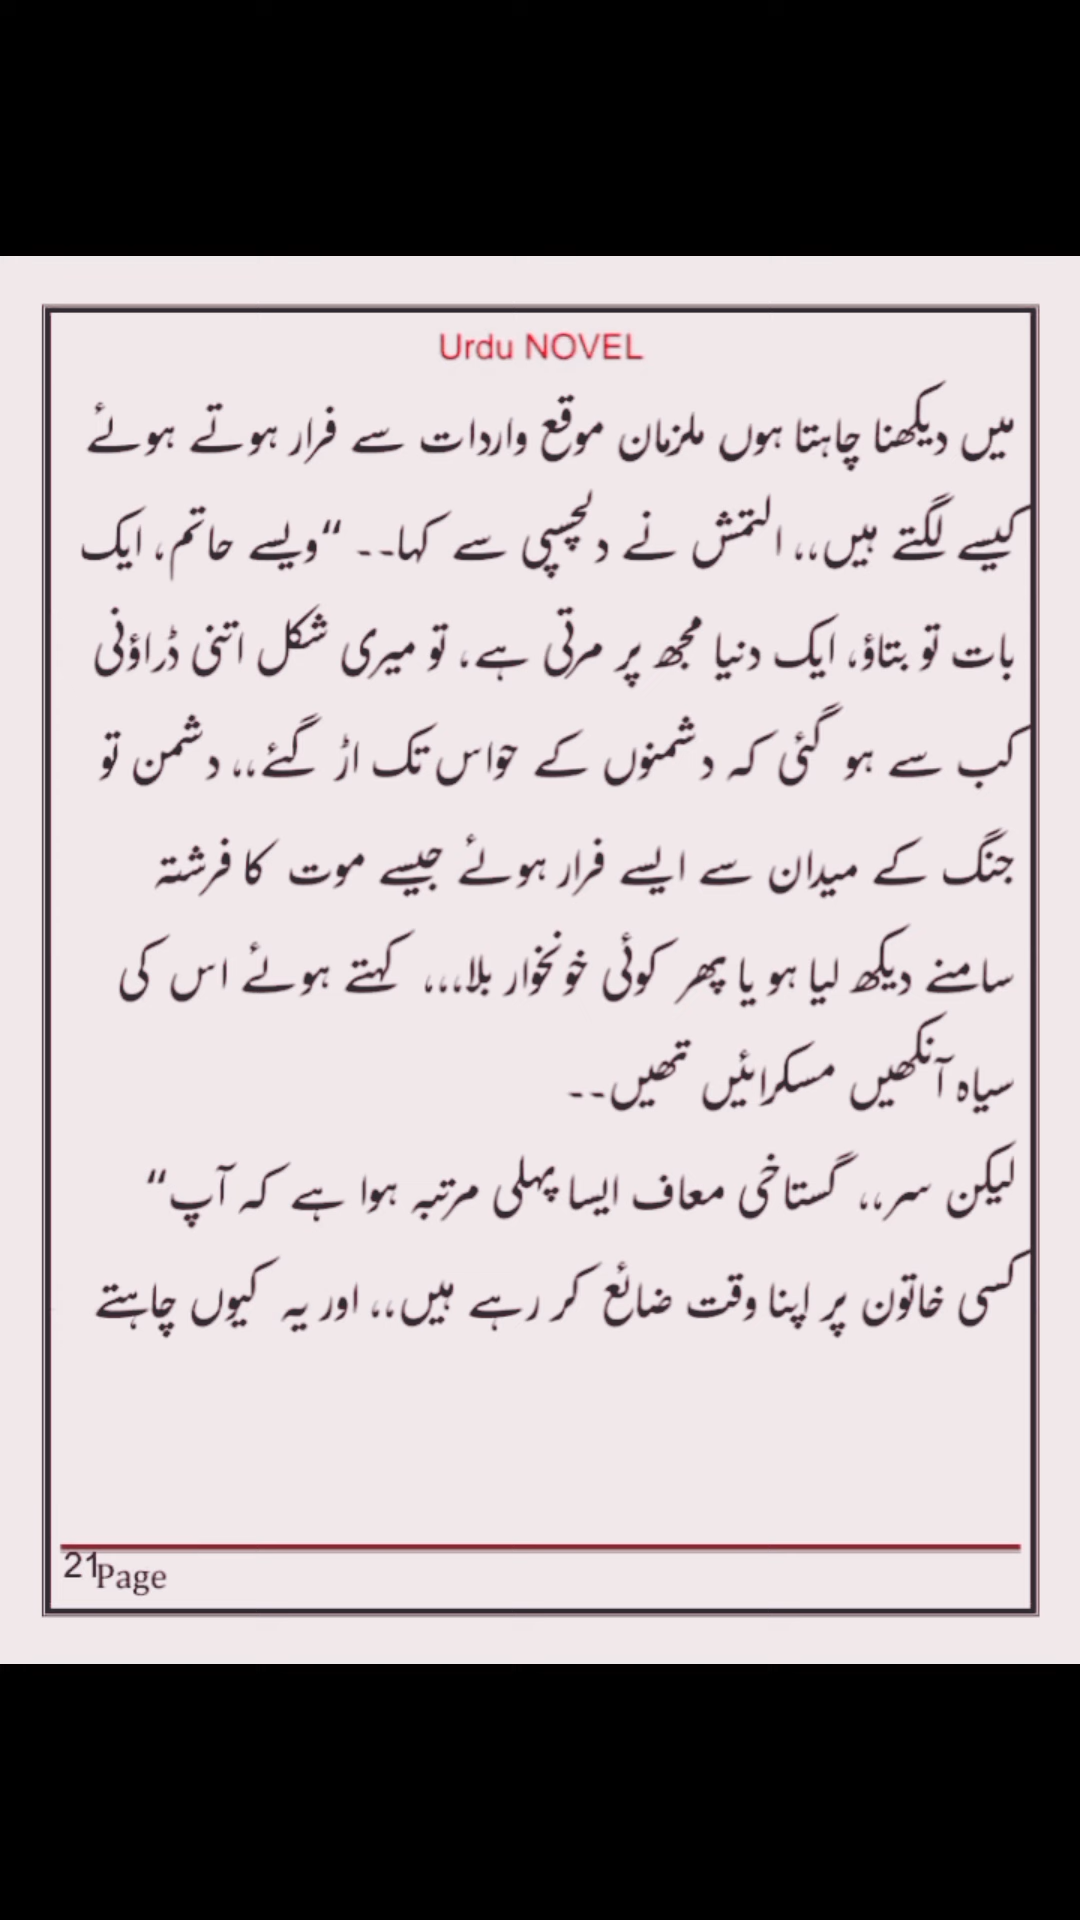 Urdu NOVEL
میں دیکھنا چاہتا ہوں ملزمان موقع واردات سے فرار ہوتے ہوئے
کیسے لگتے ہیں،، التمش نے دلچسپی سے کہا۔۔ “ویسے حاتم، ایک
بات تو بتاؤ، ایک دنیا مجھ پر مرتی ہے، تو میری شکل اتنی ڈراؤنی
کب سے ہو گئی کہ دشمنوں کے حواس تک اڑ گئے،، دشمن تو
جنگ کے میدان سے ایسے فرار ہوئے جیسے موت کا فرشتہ
سامنے دیکھ لیا ہو یا پھر کوئی خونخوار بلا،،، کہتے ہوئے اس کی
سیاہ آنکھیں مسکرائیں تھیں۔۔
لیکن سر،، گستاخی معاف ایسا پہلی مرتبہ ہوا ہے کہ آپ“
کسی خاتون پر اپنا وقت ضائع کر رہے ہیں،، اور یہ کیوں چاہتے
21Page